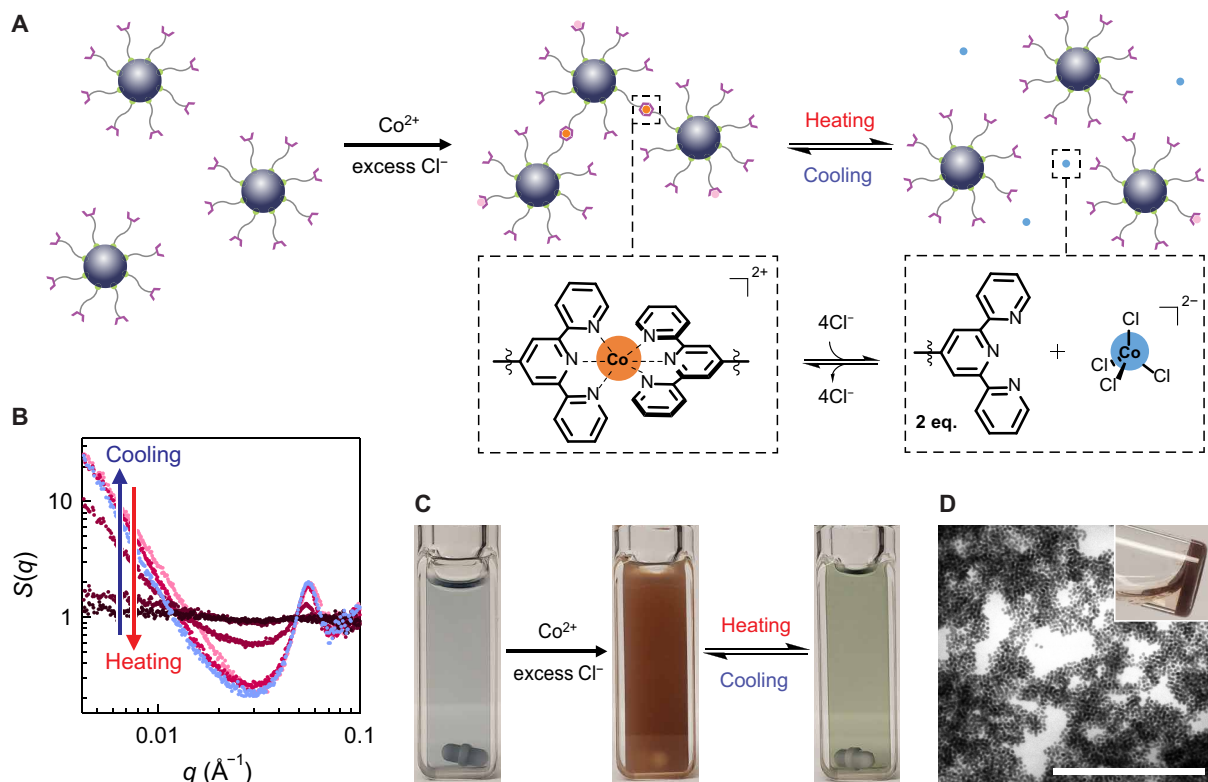 A
Co²⁺
excess Cl⁻
Heating
Cooling
2+
N
N
N
Co
N
N
N
4Cl⁻
4Cl⁻
N
N
N
2 eq.
+
2−
Cl
Co
Cl
Cl
Cl
B
Cooling
Heating
10
1
S(q)
0.01
0.1
q (Å⁻¹)
C
Co²⁺
excess Cl⁻
Heating
Cooling
D